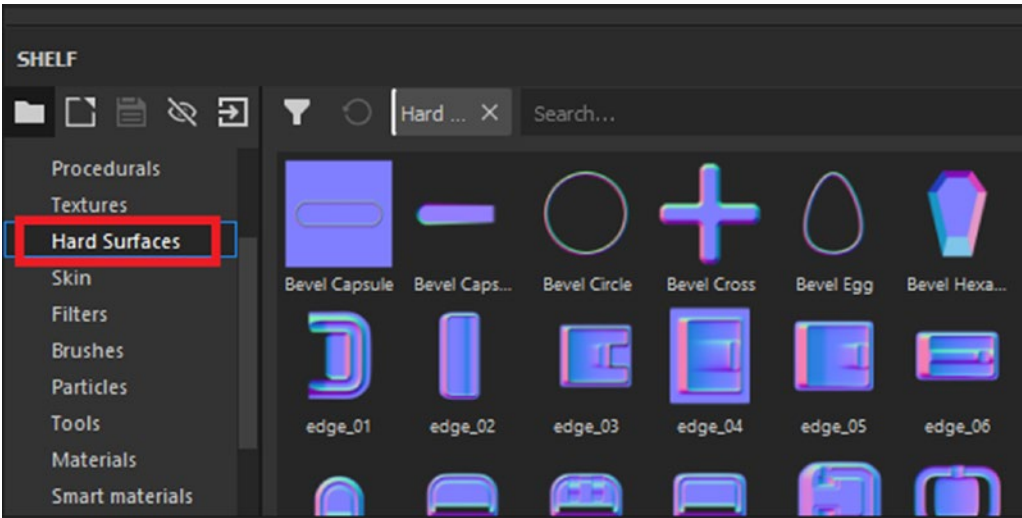 SHELF
Hard ... ×
Search...
Procedurals
Textures
Hard Surfaces
Skin
Filters
Brushes
Particles
Tools
Materials
Smart materials
Bevel Capsule Bevel Caps... Bevel Circle Bevel Cross Bevel Egg Bevel Hexa...
edge_01 edge_02 edge_03 edge_04 edge_05 edge_06